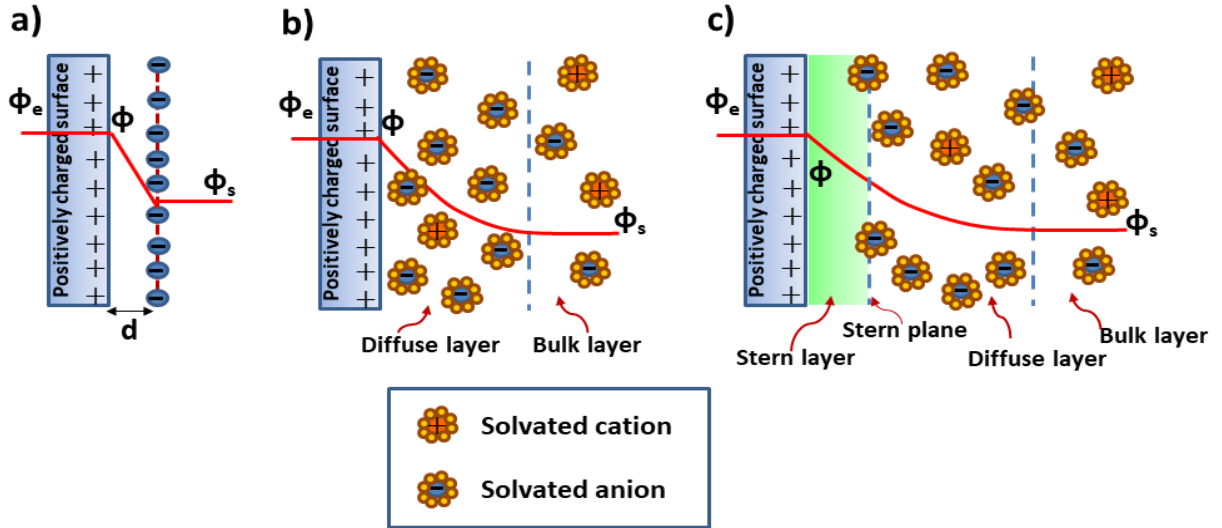 a)
Positively charged surface
+ + + + + + + + +
Φe
Φ
Φs
d
b)
Positively charged surface
+ + + + + + + + +
Φe
Φ
Φs
Diffuse layer
Bulk layer
c)
Positively charged surface
+ + + + + + + + +
Φe
Φ
Φs
Stern layer
Stern plane
Diffuse layer
Bulk layer
Solvated cation
Solvated anion